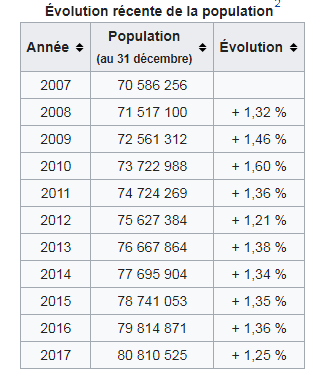 Évolution récente de la population2
Année Population (au 31 décembre) Évolution
2007 70 586 256
2008 71 517 100 + 1,32 %
2009 72 561 312 + 1,46 %
2010 73 722 988 + 1,60 %
2011 74 724 269 + 1,36 %
2012 75 627 384 + 1,21 %
2013 76 667 864 + 1,38 %
2014 77 695 904 + 1,34 %
2015 78 741 053 + 1,35 %
2016 79 814 871 + 1,36 %
2017 80 810 525 + 1,25 %